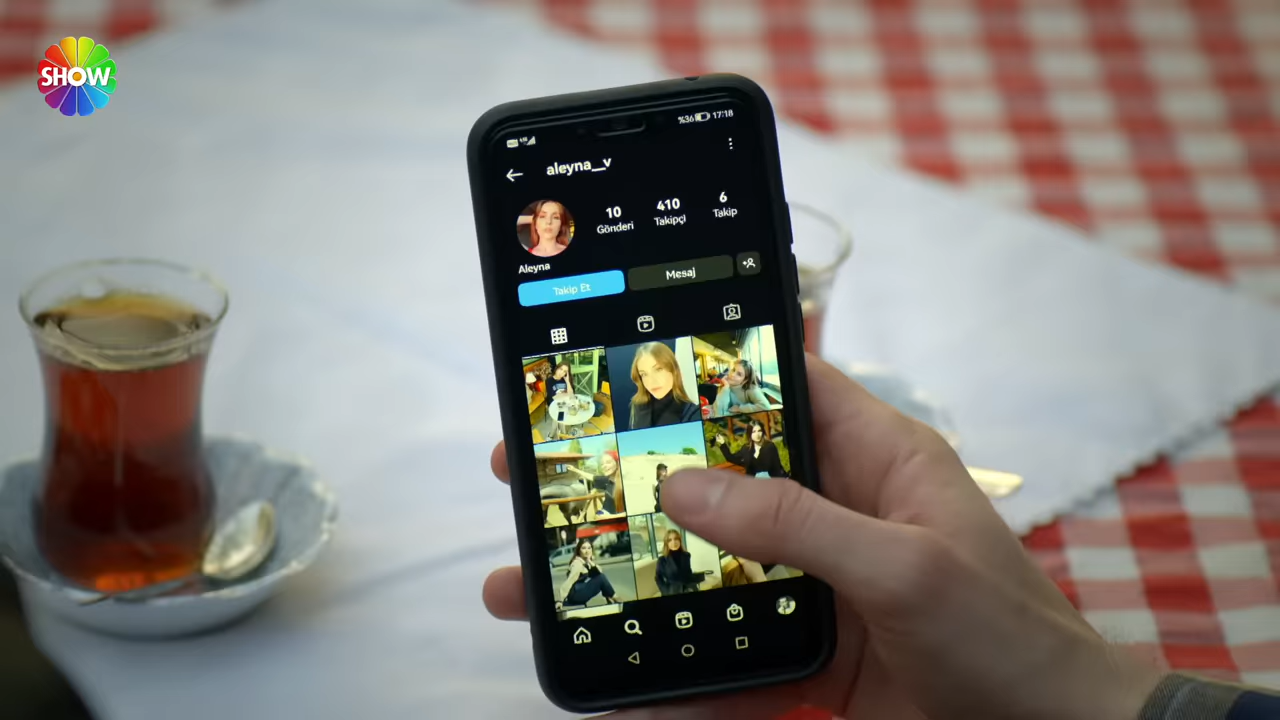 SHOW
%36 17:18
aleyna__v
10 410 6
Gönderi Takipçi Takip
Aleyna
Takip Et Mesaj